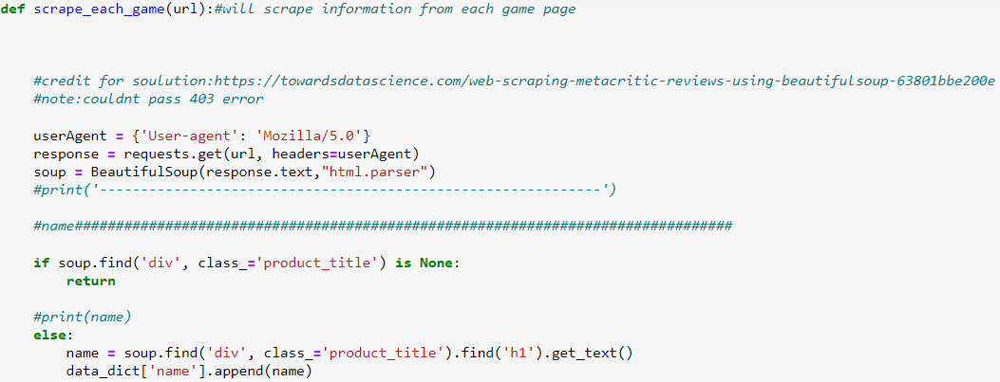 def scrape_each_game(url):#will scrape information from each game page
#credit for soulution:https://towardsdatascience.com/web-scraping-metacritic-reviews-using-beautifulsoup-63801bbe200e
#note:couldnt pass 403 error
userAgent = {'User-agent': 'Mozilla/5.0'}
response = requests.get(url, headers=userAgent)
soup = BeautifulSoup(response.text,"html.parser")
#print('-------------------------------------------------------------')
#name################################################################################
if soup.find('div', class_='product_title') is None:
return
#print(name)
else:
name = soup.find('div', class_='product_title').find('h1').get_text()
data_dict['name'].append(name)